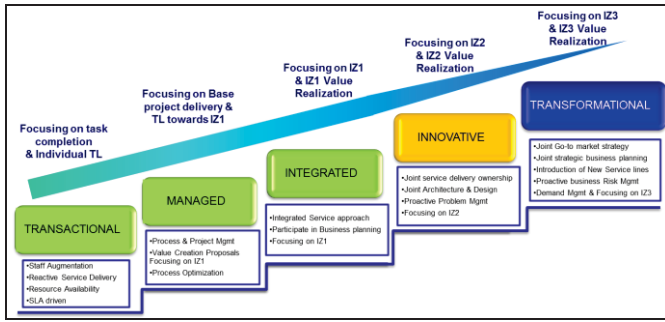 Focusing on IZ3
& IZ3 Value
Realization
Focusing on IZ2
& IZ2 Value
Realization
Focusing on IZ1
& IZ1 Value
Realization
Focusing on Base
project delivery &
TL towards IZ1
Focusing on task
completion
& Individual TL
TRANSFORMATIONAL
•Joint Go-to market strategy
•Joint strategic business planning
•Introduction of New Service lines
•Proactive business Risk Mgmt
•Demand Mgmt & Focusing on IZ3
INNOVATIVE
•Joint service delivery ownership
•Joint Architecture & Design
•Proactive Problem Mgmt
•Focusing on IZ2
INTEGRATED
•Integrated Service approach
•Participate in Business planning
•Focusing on IZ1
MANAGED
•Process & Project Mgmt
•Value Creation Proposals
Focusing on IZ1
•Process Optimization
TRANSACTIONAL
•Staff Augmentation
•Reactive Service Delivery
•Resource Availability
•SLA driven